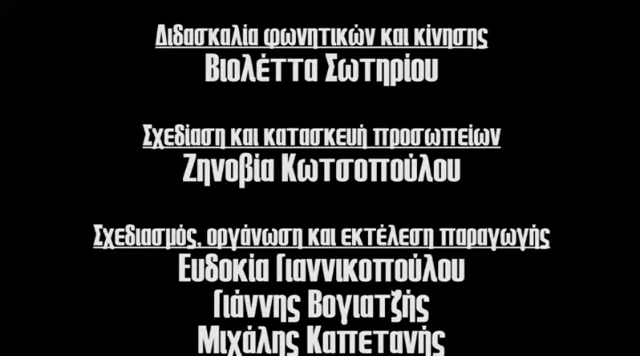 Διδασκαλία φωνητικών και κίνησης
Βιολέττα Σωτηρίου
Σχεδίαση και κατασκευή προσωπείων
Ζηνοβία Κωτσοπούλου
Σχεδιασμός, οργάνωση και εκτέλεση παραγωγής
Ευδοκία Γιαννικοπούλου
Γιάννης Βογιατζής
Μιχάλης Καπετανής